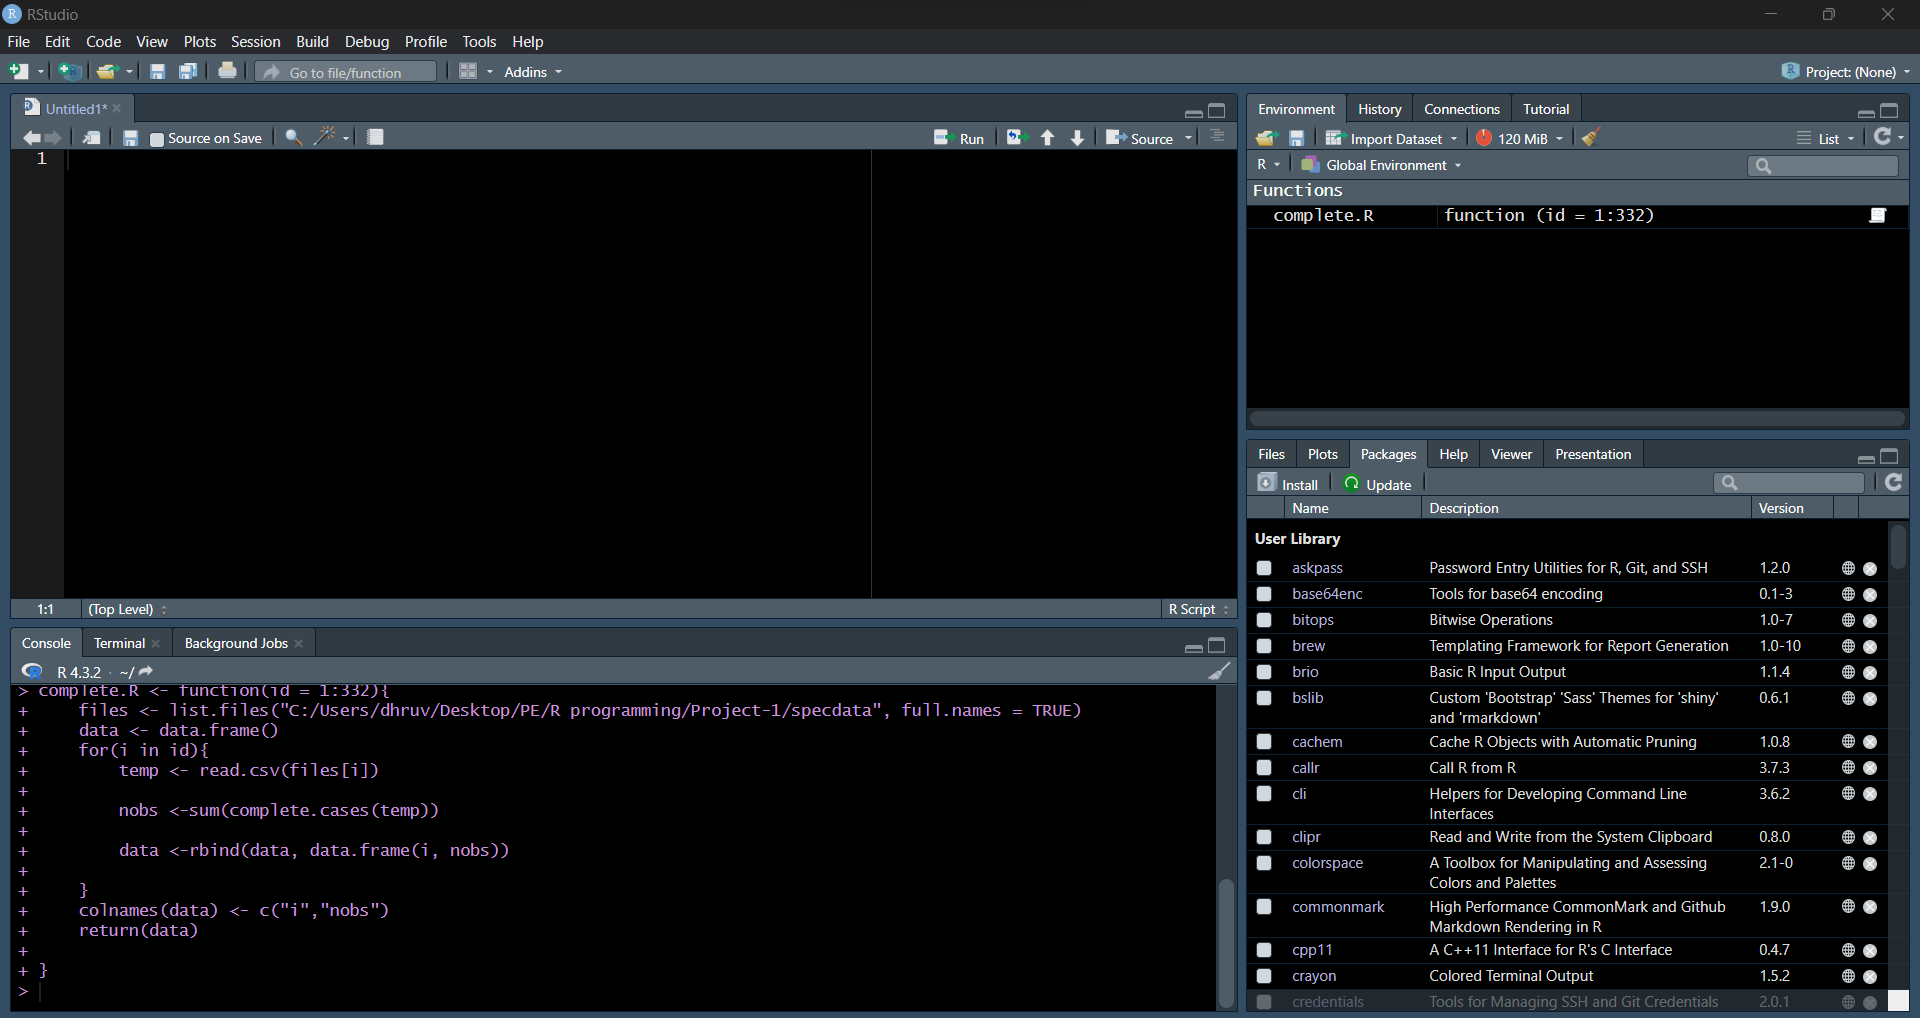 RStudio
File Edit Code View Plots Session Build Debug Profile Tools Help
Go to file/function Addins Project: (None)
Untitled1*
Source on Save Run Source
1
1:1 (Top Level) R Script
Console Terminal Background Jobs
R 4.3.2 · ~/
> complete.R <- function(id = 1:332){
+     files <- list.files("C:/Users/dhruv/Desktop/PE/R programming/Project-1/specdata", full.names = TRUE)
+     data <- data.frame()
+     for(i in id){
+         temp <- read.csv(files[i])
+
+         nobs <-sum(complete.cases(temp))
+
+         data <-rbind(data, data.frame(i, nobs))
+
+     }
+     colnames(data) <- c("i","nobs")
+     return(data)
+
+ }
>
Environment History Connections Tutorial
Import Dataset 120 MiB List
R Global Environment
Functions
complete.R function (id = 1:332)
Files Plots Packages Help Viewer Presentation
Install Update
Name Description Version
User Library
askpass Password Entry Utilities for R, Git, and SSH 1.2.0
base64enc Tools for base64 encoding 0.1-3
bitops Bitwise Operations 1.0-7
brew Templating Framework for Report Generation 1.0-10
brio Basic R Input Output 1.1.4
bslib Custom 'Bootstrap' 'Sass' Themes for 'shiny' 0.6.1
and 'rmarkdown'
cachem Cache R Objects with Automatic Pruning 1.0.8
callr Call R from R 3.7.3
cli Helpers for Developing Command Line 3.6.2
Interfaces
clipr Read and Write from the System Clipboard 0.8.0
colorspace A Toolbox for Manipulating and Assessing 2.1-0
Colors and Palettes
commonmark High Performance CommonMark and Github 1.9.0
Markdown Rendering in R
cpp11 A C++11 Interface for R's C Interface 0.4.7
crayon Colored Terminal Output 1.5.2
credentials Tools for Managing SSH and Git Credentials 2.0.1